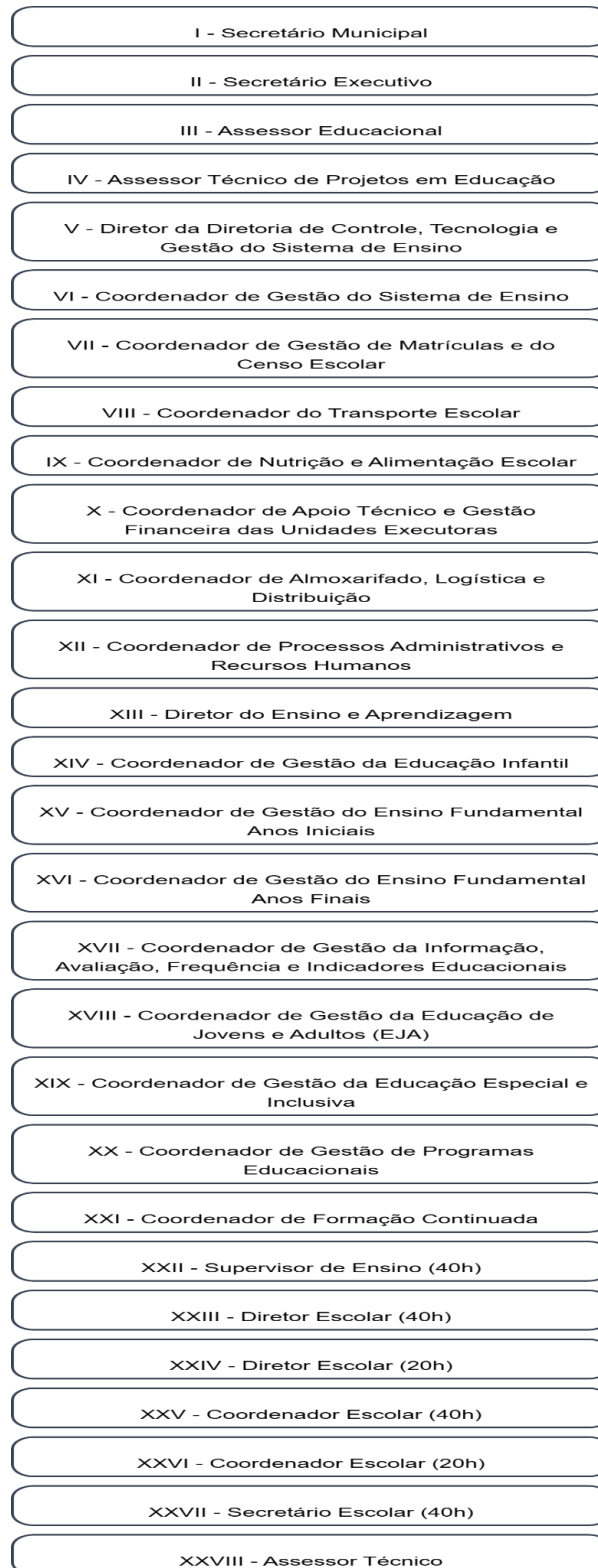 I - Secretário Municipal
II - Secretário Executivo
III - Assessor Educacional
IV - Assessor Técnico de Projetos em Educação
V - Diretor da Diretoria de Controle, Tecnologia e
Gestão do Sistema de Ensino
VI - Coordenador de Gestão do Sistema de Ensino
VII - Coordenador de Gestão de Matrículas e do
Censo Escolar
VIII - Coordenador do Transporte Escolar
IX - Coordenador de Nutrição e Alimentação Escolar
X - Coordenador de Apoio Técnico e Gestão
Financeira das Unidades Executoras
XI - Coordenador de Almoxarifado, Logística e
Distribuição
XII - Coordenador de Processos Administrativos e
Recursos Humanos
XIII - Diretor do Ensino e Aprendizagem
XIV - Coordenador de Gestão da Educação Infantil
XV - Coordenador de Gestão do Ensino Fundamental
Anos Iniciais
XVI - Coordenador de Gestão do Ensino Fundamental
Anos Finais
XVII - Coordenador de Gestão da Informação,
Avaliação, Frequência e Indicadores Educacionais
XVIII - Coordenador de Gestão da Educação de
Jovens e Adultos (EJA)
XIX - Coordenador de Gestão da Educação Especial e
Inclusiva
XX - Coordenador de Gestão de Programas
Educacionais
XXI - Coordenador de Formação Continuada
XXII - Supervisor de Ensino (40h)
XXIII - Diretor Escolar (40h)
XXIV - Diretor Escolar (20h)
XXV - Coordenador Escolar (40h)
XXVI - Coordenador Escolar (20h)
XXVII - Secretário Escolar (40h)
XXVIII - Assessor Técnico